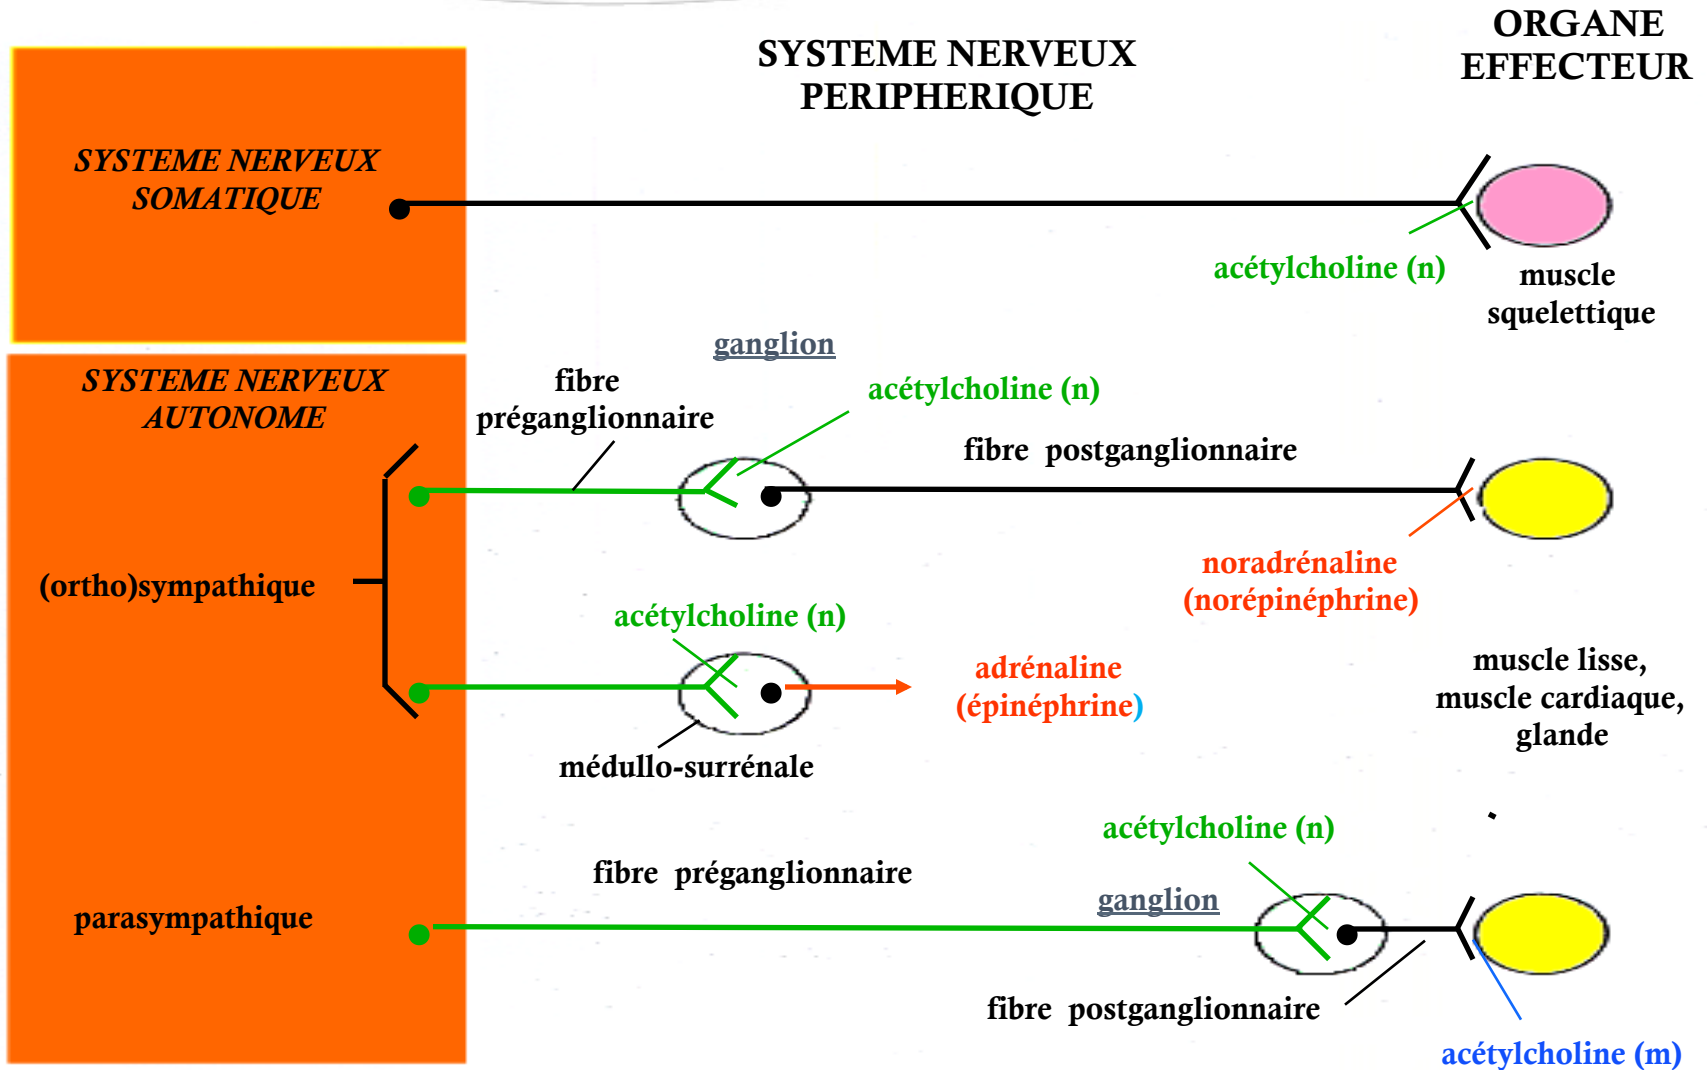 ORGANE
EFFECTEUR
SYSTEME NERVEUX
PERIPHERIQUE
SYSTEME NERVEUX
SOMATIQUE
acétylcholine (n)
muscle
squelettique
ganglion
SYSTEME NERVEUX
AUTONOME
fibre
préganglionnaire
acétylcholine (n)
fibre postganglionnaire
noradrénaline
(norépinéphrine)
(ortho)sympathique
acétylcholine (n)
adrénaline
(épinéphrine)
muscle lisse,
muscle cardiaque,
glande
médullo-surrénale
acétylcholine (n)
fibre préganglionnaire
ganglion
parasympathique
fibre postganglionnaire
acétylcholine (m)